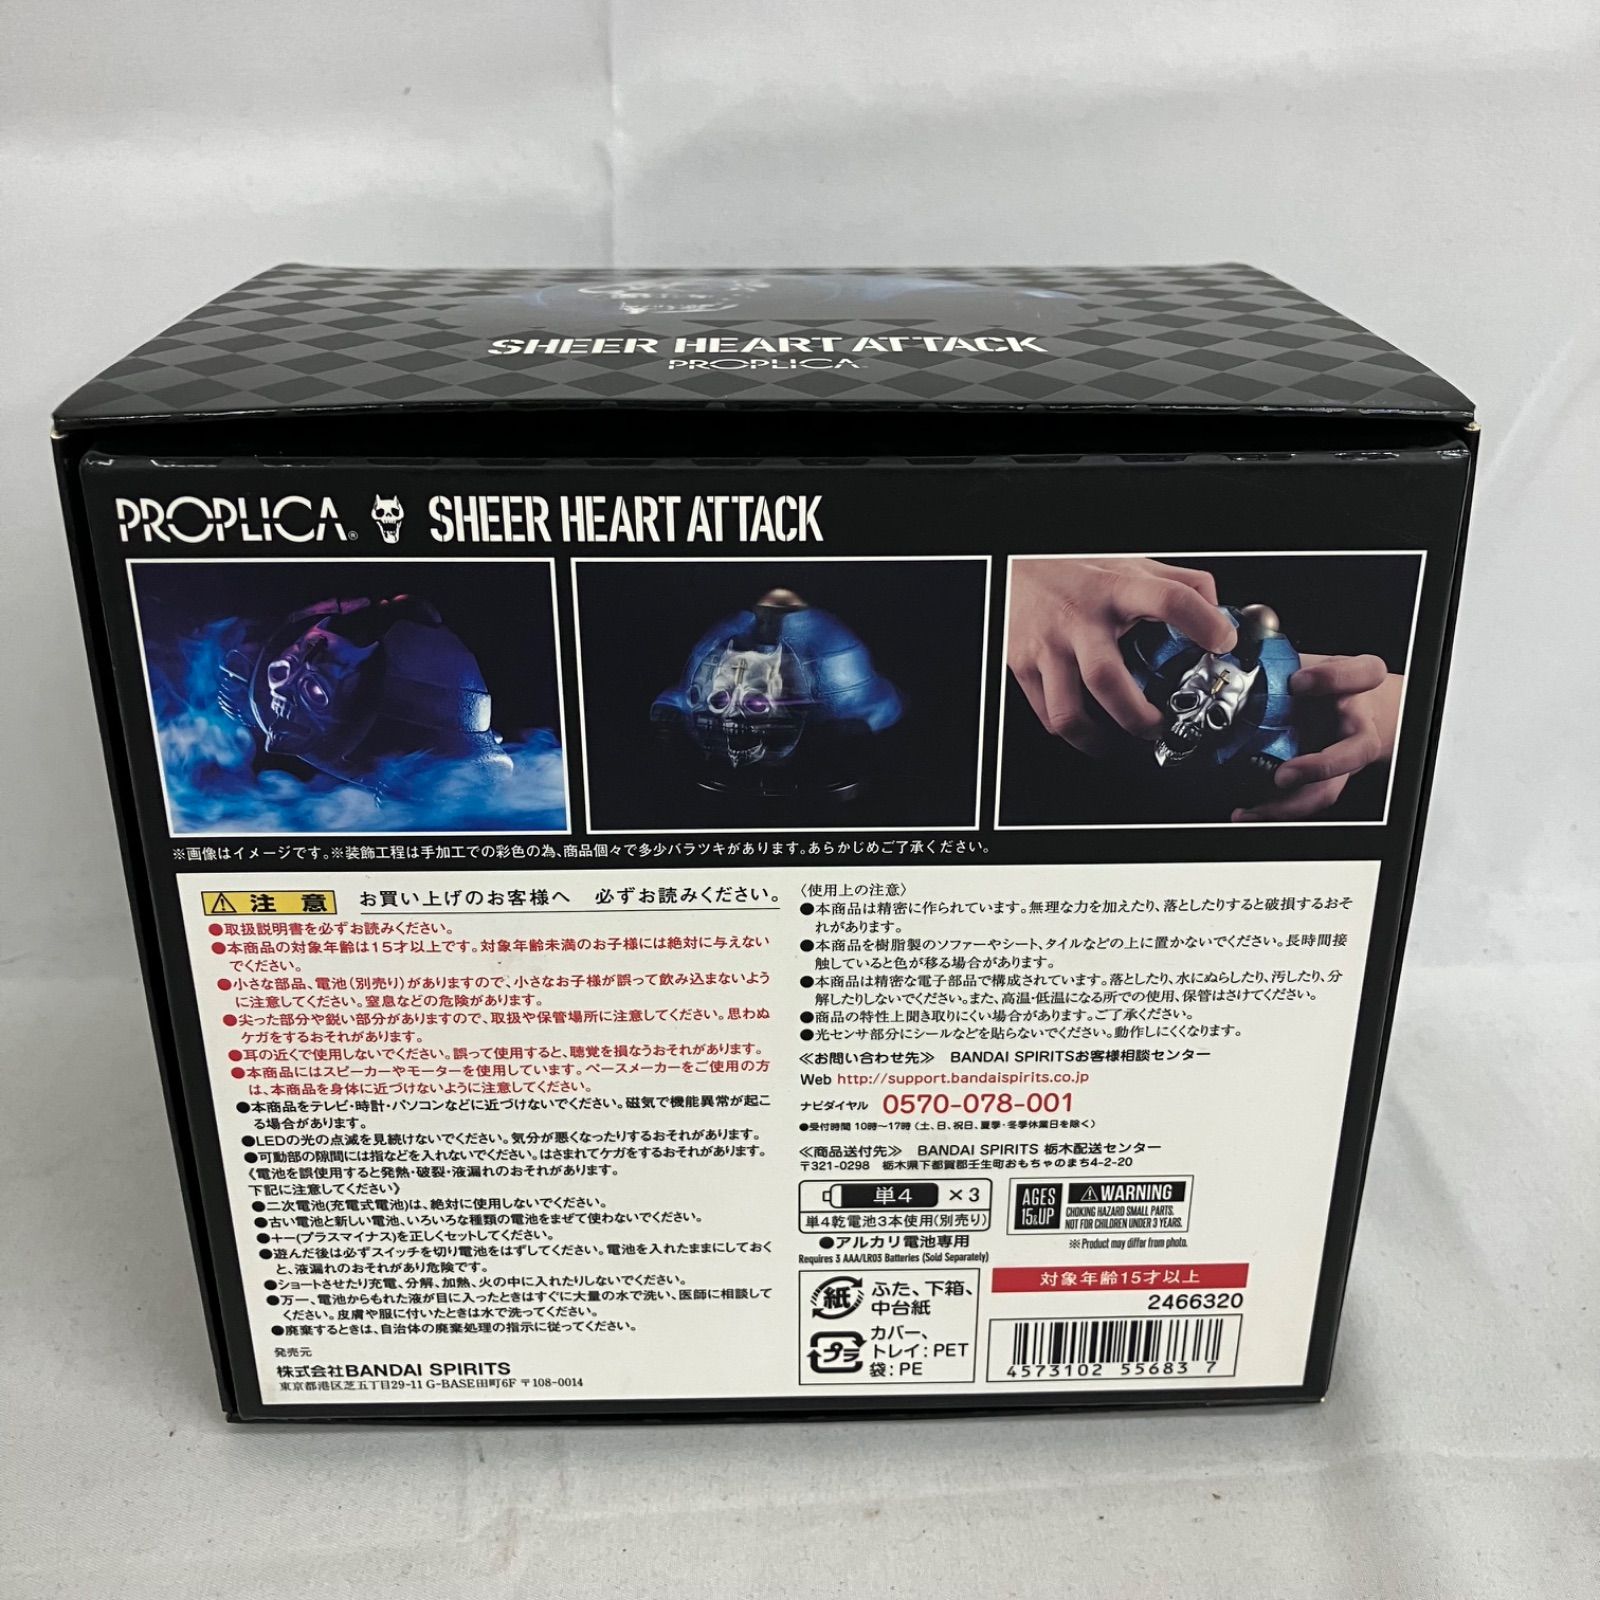 SHEER HEART ATTACK
PROPLICA
PROPLICA® SHEER HEART ATTACK
※画像はイメージです。※装飾工程は手加工での彩色の為、商品個々で多少バラツキがあります。あらかじめご了承ください。
注意 お買い上げのお客様へ 必ずお読みください。
●取扱説明書を必ずお読みください。
●本商品の対象年齢は15才以上です。対象年齢未満のお子様には絶対に与えない
でください。
●小さな部品、電池(別売り)がありますので、小さなお子様が誤って飲み込まないよう
に注意してください。窒息などの危険があります。
●尖った部分や鋭い部分がありますので、取扱や保管場所に注意してください。思わぬ
ケガをするおそれがあります。
●耳の近くで使用しないでください。誤って使用すると、聴覚を損なうおそれがあります。
●本商品にはスピーカーやモーターを使用しています。ペースメーカーをご使用の方
は、本商品を身体に近づけないように注意してください。
●本商品をテレビ・時計・パソコンなどに近づけないでください。磁気で機能異常が起こ
る場合があります。
●LEDの光の点滅を見続けないでください。気分が悪くなったりするおそれがあります。
●可動部の隙間には指などを入れないでください。はさまれてケガをするおそれがあります。
《電池を誤使用すると発熱・破裂・液漏れのおそれがあります。
下記に注意してください》
●二次電池(充電式電池)は、絶対に使用しないでください。
●古い電池と新しい電池、いろいろな種類の電池をまぜて使わないでください。
●＋－(プラスマイナス)を正しくセットしてください。
●遊んだ後は必ずスイッチを切り電池をはずしてください。電池を入れたままにしておく
と、液漏れのおそれがあり危険です。
●ショートさせたり充電、分解、加熱、火の中に入れたりしないでください。
●万一、電池からもれた液が目に入ったときはすぐに大量の水で洗い、医師に相談して
ください。皮膚や服に付いたときは水で洗ってください。
●廃棄するときは、自治体の廃棄処理の指示に従ってください。
発売元
株式会社BANDAI SPIRITS
東京都港区芝五丁目29-11 G-BASE田町6F 〒108-0014
〈使用上の注意〉
●本商品は精密に作られています。無理な力を加えたり、落としたりすると破損するおそ
れがあります。
●本商品を樹脂製のソファーやシート、タイルなどの上に置かないでください。長時間接
触していると色が移る場合があります。
●本商品は精密な電子部品で構成されています。落としたり、水にぬらしたり、汚したり、分
解したりしないでください。また、高温・低温になる所での使用、保管はさけてください。
●商品の特性上聞き取りにくい場合があります。ご了承ください。
●光センサ部分にシールなどを貼らないでください。動作しにくくなります。
≪お問い合わせ先≫ BANDAI SPIRITSお客様相談センター
Web http://support.bandaispirits.co.jp
ナビダイヤル 0570-078-001
●受付時間 10時～17時(土、日、祝日、夏季・冬季休業日を除く)
≪商品送付先≫ BANDAI SPIRITS 栃木配送センター
〒321-0298 栃木県下都賀郡壬生町おもちゃのまち4-2-20
単4 ×3
単4乾電池3本使用(別売り)
●アルカリ電池専用
Requires 3 AAA/LR03 Batteries (Sold Separately)
AGES 15&UP
WARNING
CHOKING HAZARD SMALL PARTS.
NOT FOR CHILDREN UNDER 3 YEARS.
※Product may differ from photo.
紙 ふた、下箱、
中台紙
プラ カバー、
トレイ:PET
袋:PE
対象年齢15才以上
2466320
4573102 55683 7